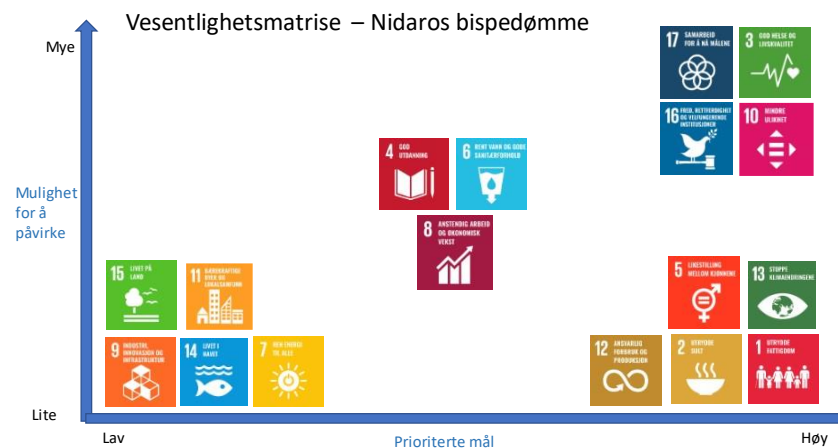 Vesentlighetsmatrise – Nidaros bispedømme
Mye
17 SAMARBEID
FOR Å NÅ MÅLENE
3 GOD HELSE OG
LIVSKVALITET
16 FRED, RETTFERDIGHET
OG VELFUNGERENDE
INSTITUSJONER
10 MINDRE
ULIKHET
4 GOD
UTDANNING
6 RENT VANN OG GODE
SANITÆRFORHOLD
Mulighet
for å
påvirke
8 ANSTENDIG ARBEID
OG ØKONOMISK
VEKST
15 LIVET PÅ
LAND
11 BÆREKRAFTIGE
BYER OG
LOKALSAMFUNN
5 LIKESTILLING
MELLOM KJØNNENE
13 STOPPE
KLIMAENDRINGENE
9 INDUSTRI,
INNOVASJON OG
INFRASTRUKTUR
14 LIVET I
HAVET
7 REN ENERGI
TIL ALLE
12 ANSVARLIG
FORBRUK OG
PRODUKSJON
2 UTRYDDE
SULT
1 UTRYDDE
FATTIGDOM
Lite
Lav
Prioriterte mål
Høy